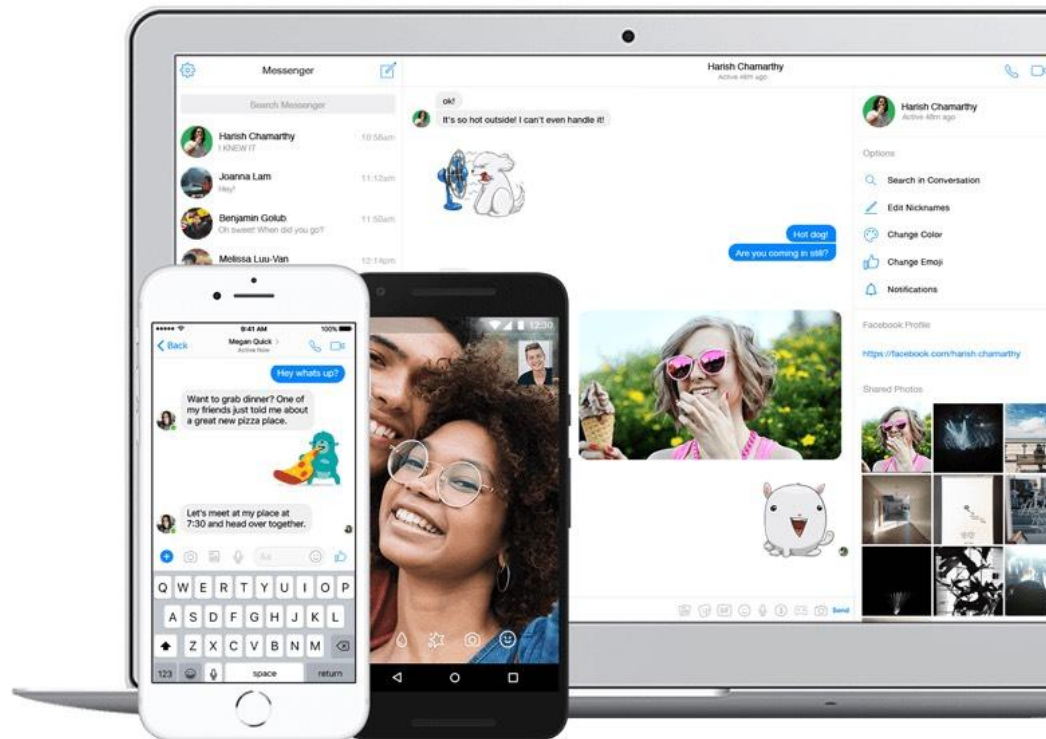 Messenger
Search Messenger
Harish Chamarthy
I KNEW IT
10:56am
Joanna Lam
Hey!
11:12am
Benjamin Golub
Oh sweet! When did you go?
11:50am
Melissa Luu-Van
12:14pm
Harish Chamarthy
Active 48m ago
ok!
It's so hot outside! I can't even handle it!
Hot dog!
Are you coming in still?
GIF
Send
Harish Chamarthy
Active 48m ago
Options
Search in Conversation
Edit Nicknames
Change Color
Change Emoji
Notifications
Facebook Profile
https://facebook.com/harish.chamarthy
Shared Photos
9:41 AM
100%
Back
Megan Quick
Active Now
Hey whats up?
Want to grab dinner? One of
my friends just told me about
a great new pizza place.
Let's meet at my place at
7:30 and head over together.
Aa
Q W E R T Y U I O P
A S D F G H J K L
Z X C V B N M
123
space
return
12:30